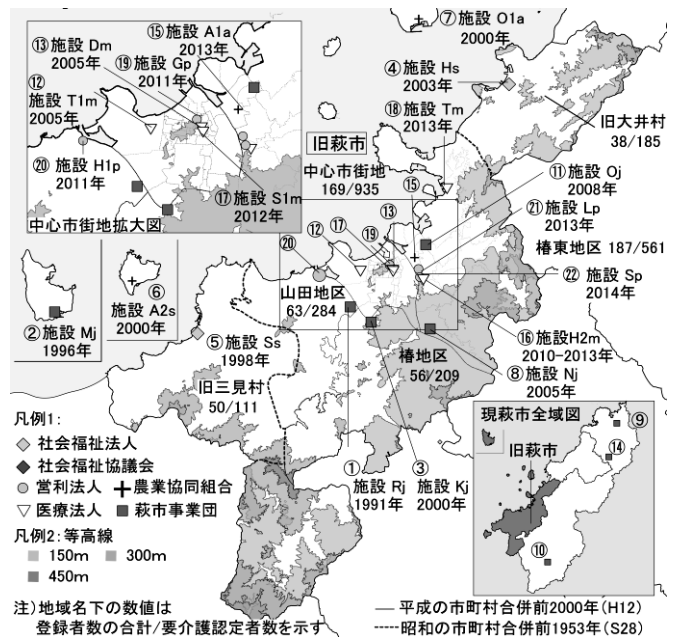 ⑮施設 A1a
2013年
⑬施設 Dm
2005年
⑲施設 Gp
2011年
⑫
施設 T1m
2005年
⑳ 施設 H1p
2011年
⑰施設 S1m
2012年
中心市街地拡大図
⑦施設 O1a
2000年
④施設 Hs
2003年
⑱施設 Tm
2013年
旧大井村
38/185
旧萩市
中心市街地
169/935
⑮
⑪施設 Oj
2008年
⑬
㉑施設 Lp
2013年
⑳
⑫
⑰
⑲
椿東地区 187/561
㉒ 施設 Sp
2014年
山田地区
63/284
⑯施設H2m
2010-2013年
椿地区
56/209
⑧施設 Nj
2005年
②施設 Mj
1996年
⑥
施設 A2s
2000年
⑤施設 Ss
1998年
旧三見村
50/111
①
施設 Rj
1991年
③
施設 Kj
2000年
現萩市全域図
旧萩市
⑨
⑭
⑩
凡例1:
社会福祉法人
社会福祉協議会
営利法人
農業協同組合
医療法人
萩市事業団
凡例2:等高線
150m 300m
450m
注)地域名下の数値は
登録者数の合計/要介護認定者数を示す
平成の市町村合併前2000年(H12)
昭和の市町村合併前1953年(S28)